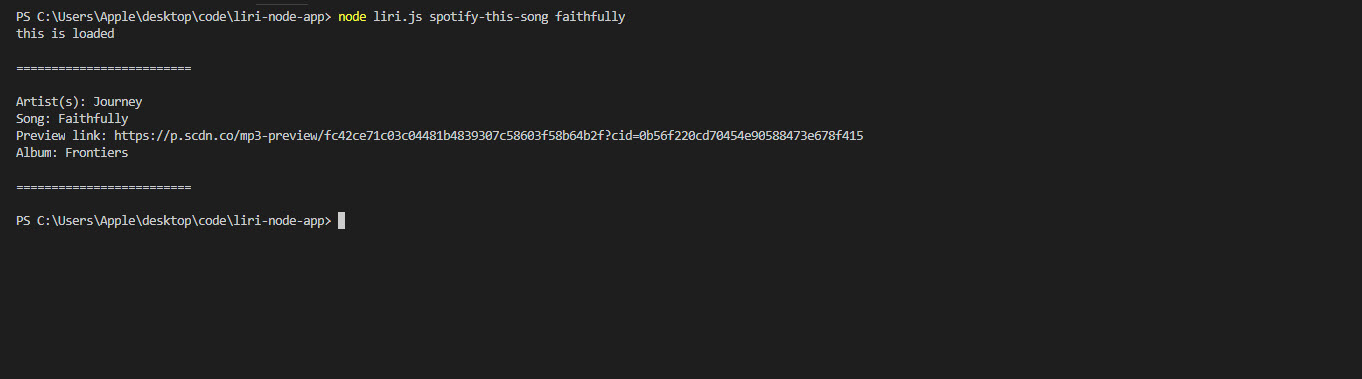 PS C:\Users\Apple\desktop\code\liri-node-app> node liri.js spotify-this-song faithfully
this is loaded
=========================
Artist(s): Journey
Song: Faithfully
Preview link: https://p.scdn.co/mp3-preview/fc42ce71c03c04481b4839307c58603f58b64b2f?cid=0b56f220cd70454e90588473e678f415
Album: Frontiers
=========================
PS C:\Users\Apple\desktop\code\liri-node-app>